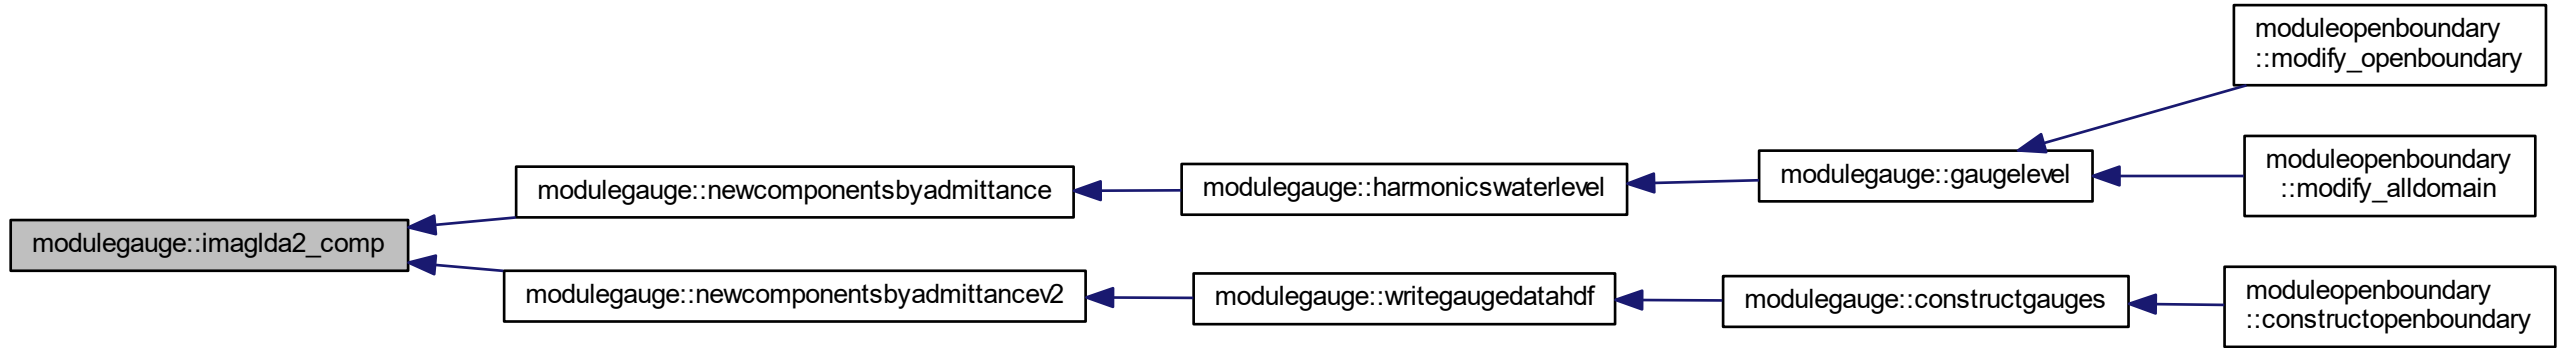 moduleopenboundary
::modify_openboundary
moduleopenboundary
::modify_alldomain
modulegauge::gaugelevel
modulegauge::harmonicswaterlevel
modulegauge::newcomponentsbyadmittance
modulegauge::imaglda2_comp
modulegauge::newcomponentsbyadmittancev2
modulegauge::writegaugedatahdf
modulegauge::constructgauges
moduleopenboundary
::constructopenboundary